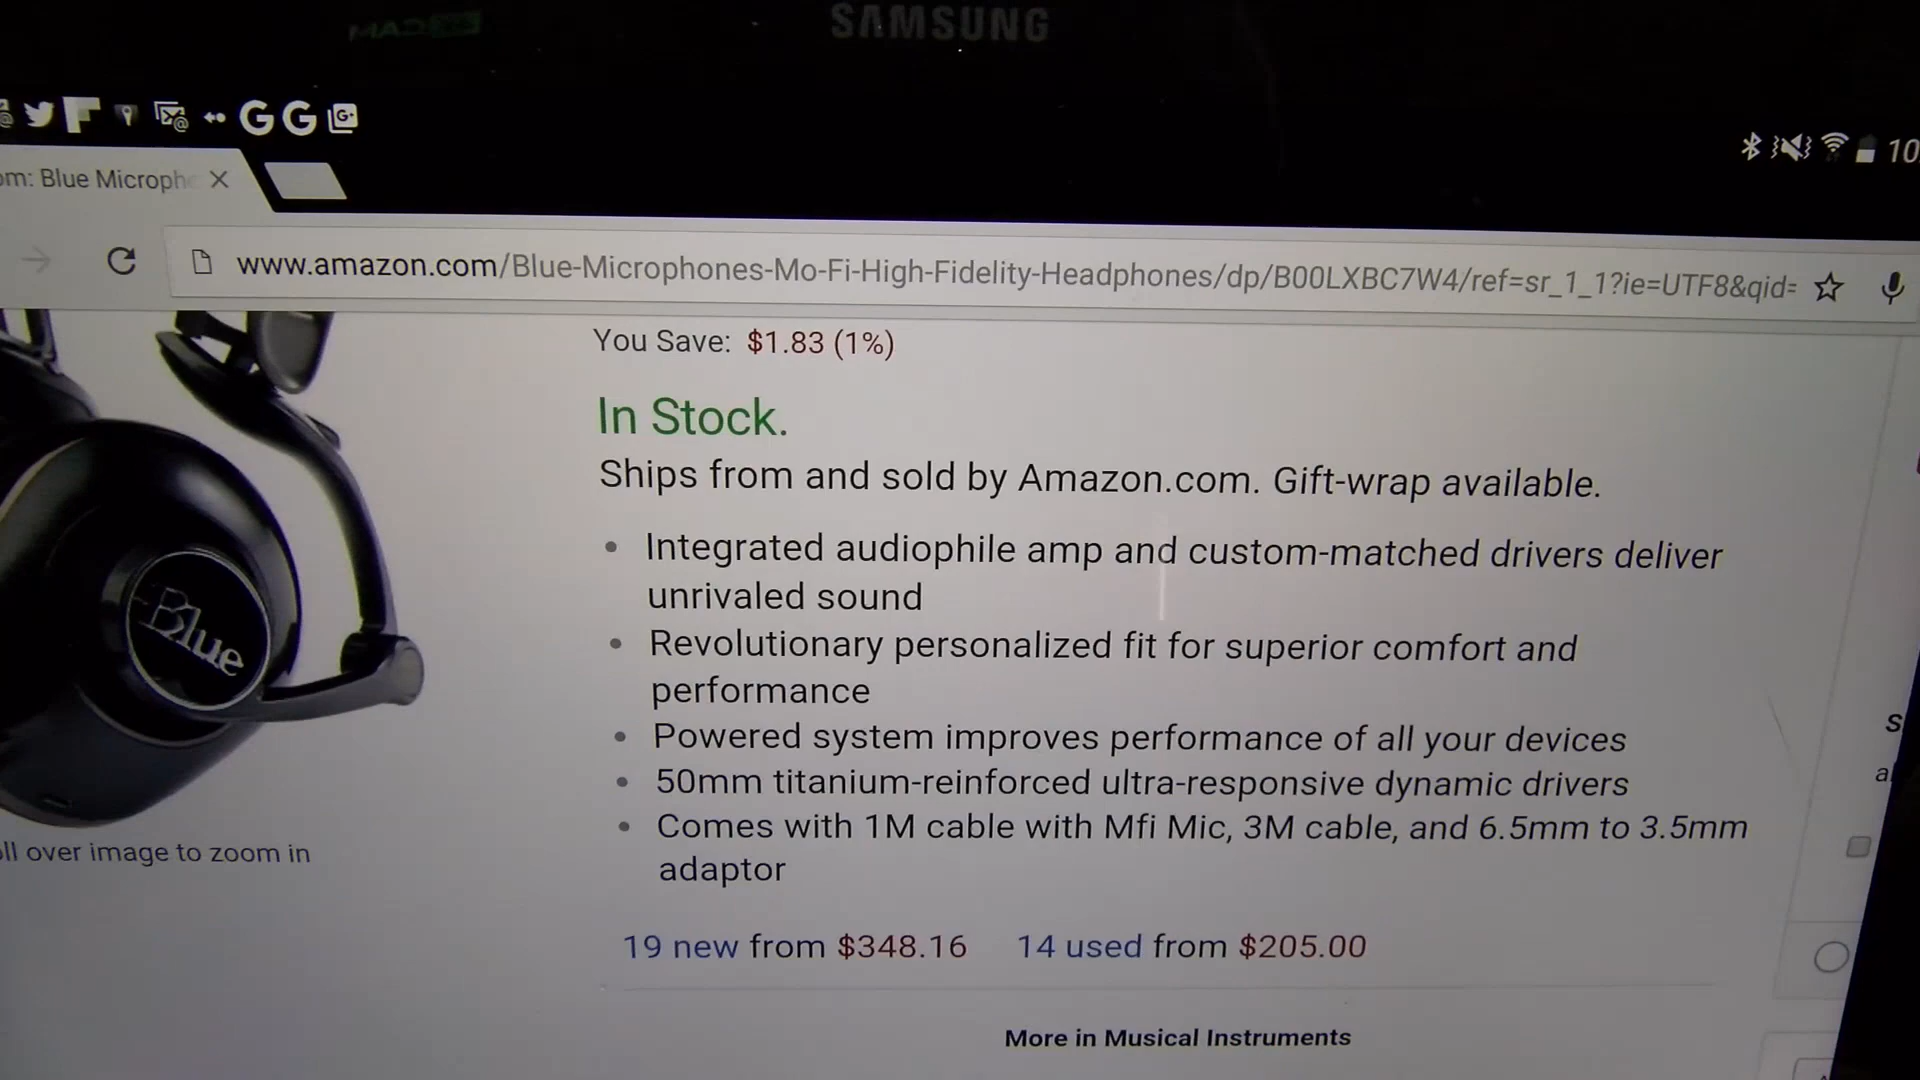 SAMSUNG
10
om: Blue Microph
www.amazon.com/Blue-Microphones-Mo-Fi-High-Fidelity-Headphones/dp/B00LXBC7W4/ref=sr_1_1?ie=UTF8&qid=
You Save: $1.83 (1%)
In Stock.
Ships from and sold by Amazon.com. Gift-wrap available.
• Integrated audiophile amp and custom-matched drivers deliver
unrivaled sound
• Revolutionary personalized fit for superior comfort and
performance
• Powered system improves performance of all your devices
• 50mm titanium-reinforced ultra-responsive dynamic drivers
• Comes with 1M cable with Mfi Mic, 3M cable, and 6.5mm to 3.5mm
adaptor
Blue
ll over image to zoom in
19 new from $348.16 14 used from $205.00
More in Musical Instruments